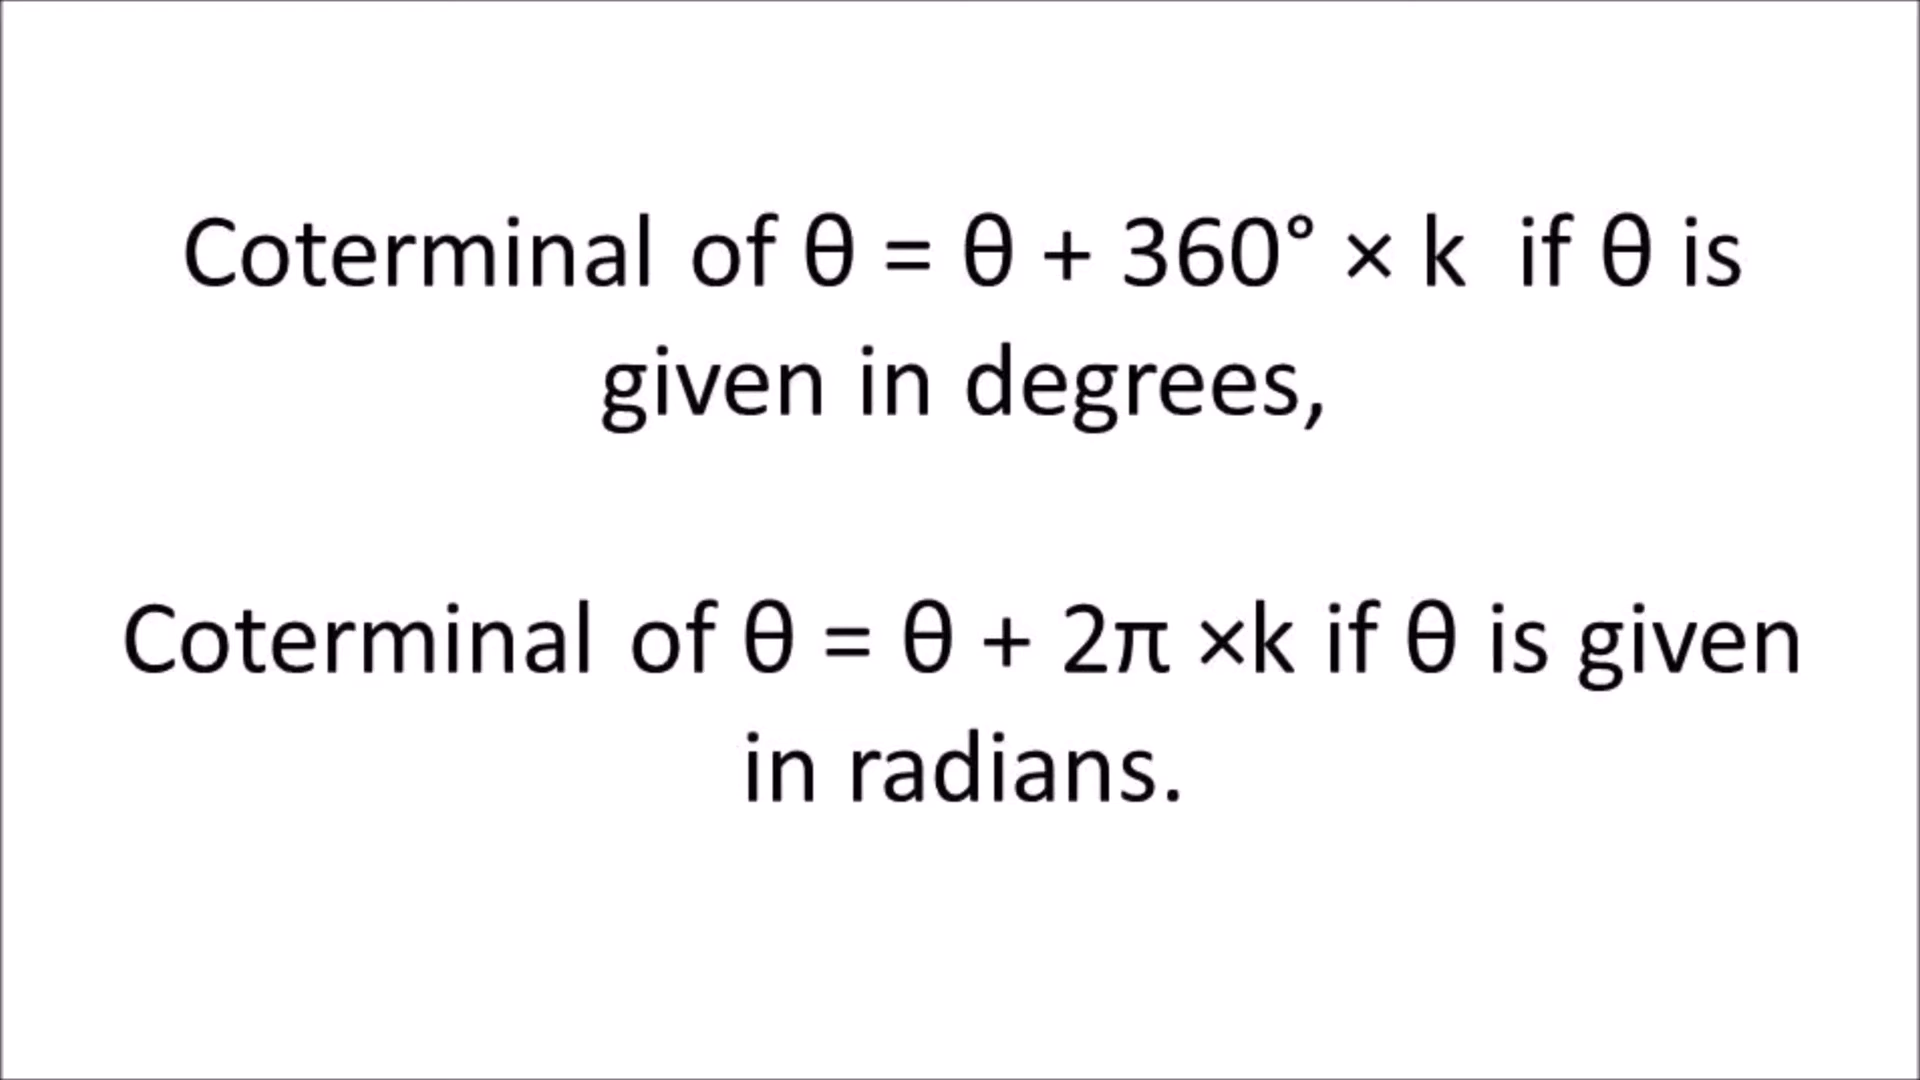 Coterminal of θ = θ + 360° × k if θ is
given in degrees,
Coterminal of θ = θ + 2π ×k if θ is given
in radians.